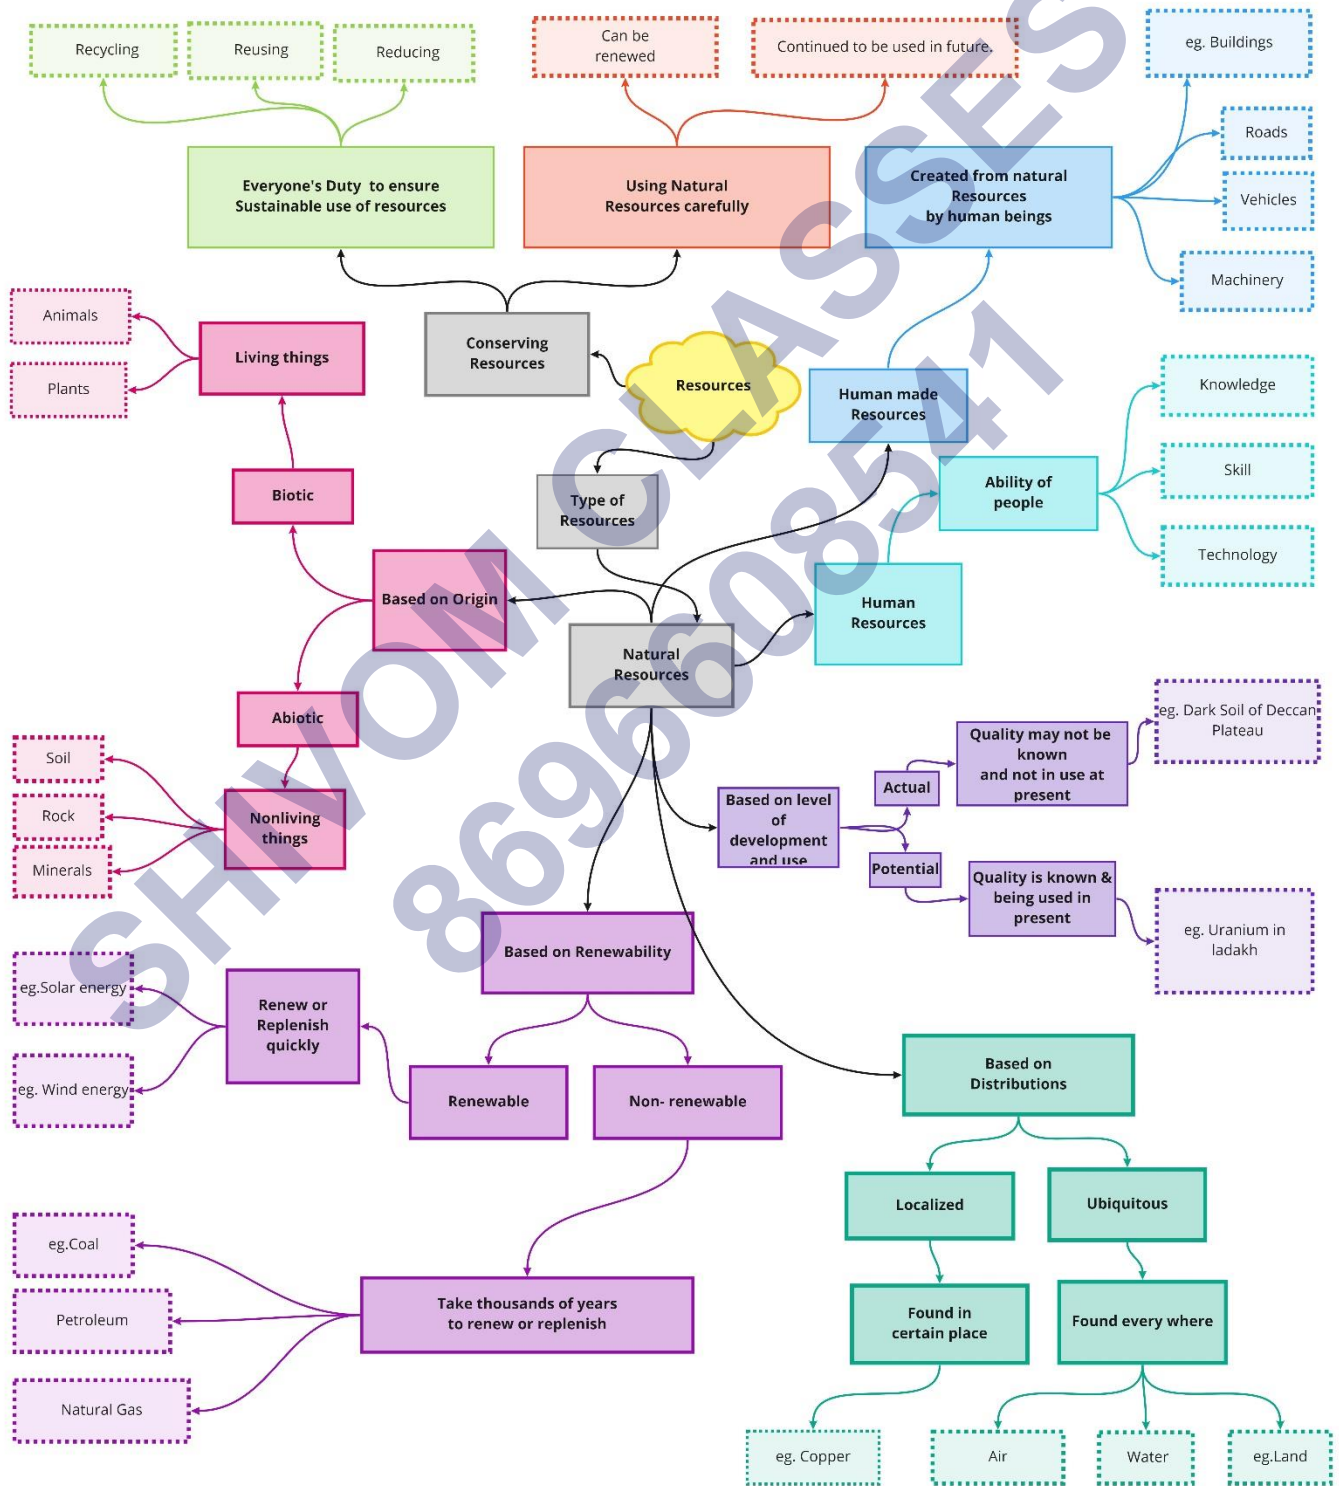 Recycling
Reusing
Reducing
Can be
renewed
Continued to be used in future.
eg. Buildings
Roads
Vehicles
Machinery
Everyone's Duty to ensure
Sustainable use of resources
Using Natural
Resources carefully
Created from natural
Resources
by human beings
Animals
Plants
Living things
Conserving
Resources
Resources
Human made
Resources
Knowledge
Skill
Technology
Ability of
people
Biotic
Type of
Resources
Based on Origin
Human
Resources
Natural
Resources
Abiotic
Soil
Rock
Minerals
Nonliving
things
Based on level
of
development
and use
Actual
Potential
Quality may not be
known
and not in use at
present
eg. Dark Soil of Deccan
Plateau
Quality is known &
being used in
present
eg. Uranium in
ladakh
Based on Renewability
eg.Solar energy
eg. Wind energy
Renew or
Replenish
quickly
Renewable
Non- renewable
Based on
Distributions
Localized
Ubiquitous
eg.Coal
Petroleum
Natural Gas
Take thousands of years
to renew or replenish
Found in
certain place
Found every where
eg. Copper
Air
Water
eg.Land
SHIVOM CLASSES
8696608541